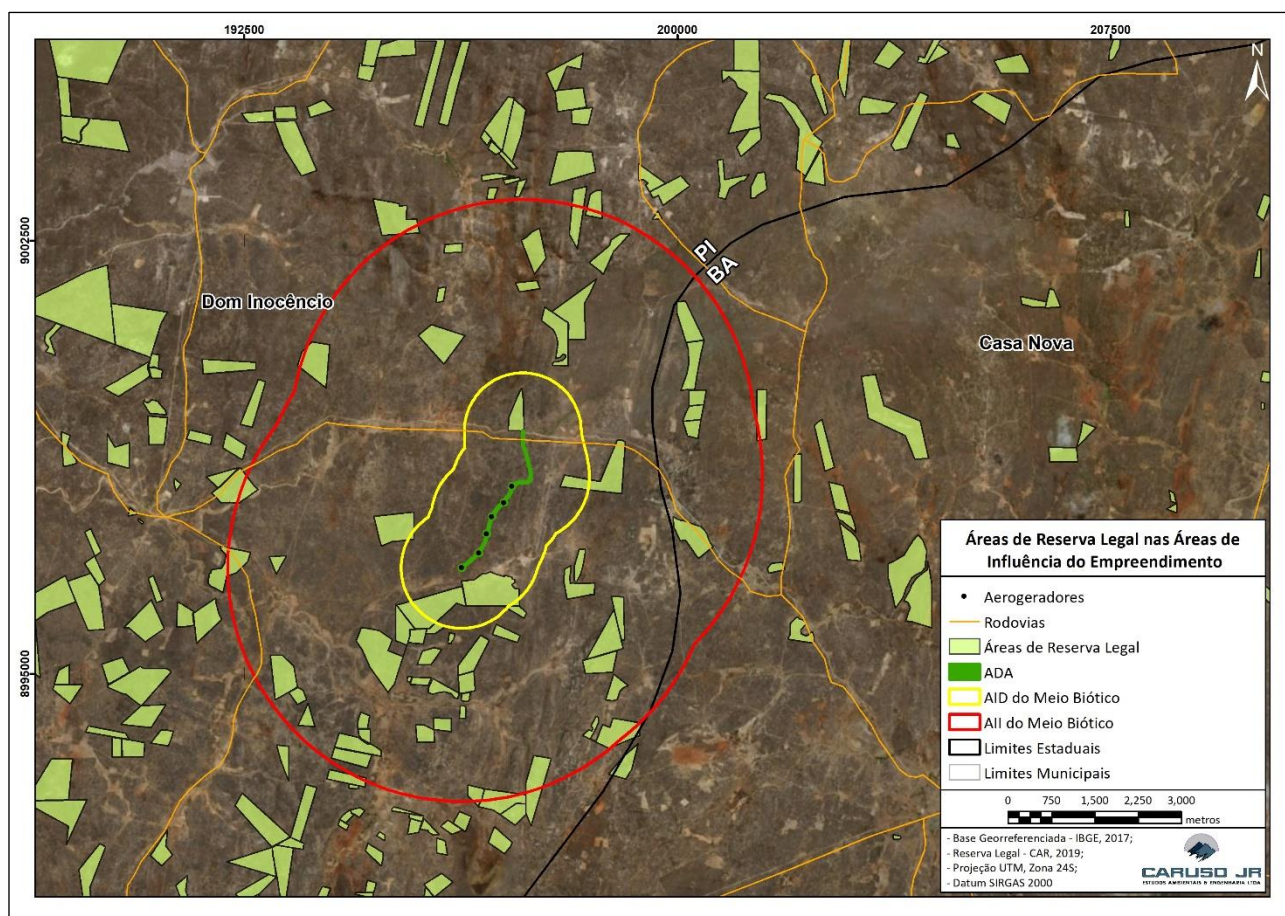 192500
200000
207500
N
9002500
PI
BA
Dom Inocêncio
Casa Nova
8995000
Áreas de Reserva Legal nas Áreas de
Influência do Empreendimento
Aerogeradores
Rodovias
Áreas de Reserva Legal
ADA
AID do Meio Biótico
AII do Meio Biótico
Limites Estaduais
Limites Municipais
0 750 1,500 2,250 3,000
metros
- Base Georreferenciada - IBGE, 2017;
- Reserva Legal - CAR, 2019;
- Projeção UTM, Zona 24S;
- Datum SIRGAS 2000
CARUSO JR
ESTUDOS AMBIENTAIS & ENGENHARIA LTDA